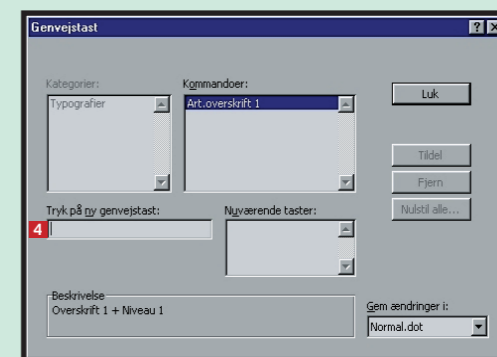 Genvejstast
Kategorier:
Kommandoer:
Typografier
Art.overskrift 1
Luk
Tildel
Fjern
Nulstil alle...
Tryk på ny genvejstast:
Nuværende taster:
4
Beskrivelse
Overskrift 1 + Niveau 1
Gem ændringer i:
Normal.dot